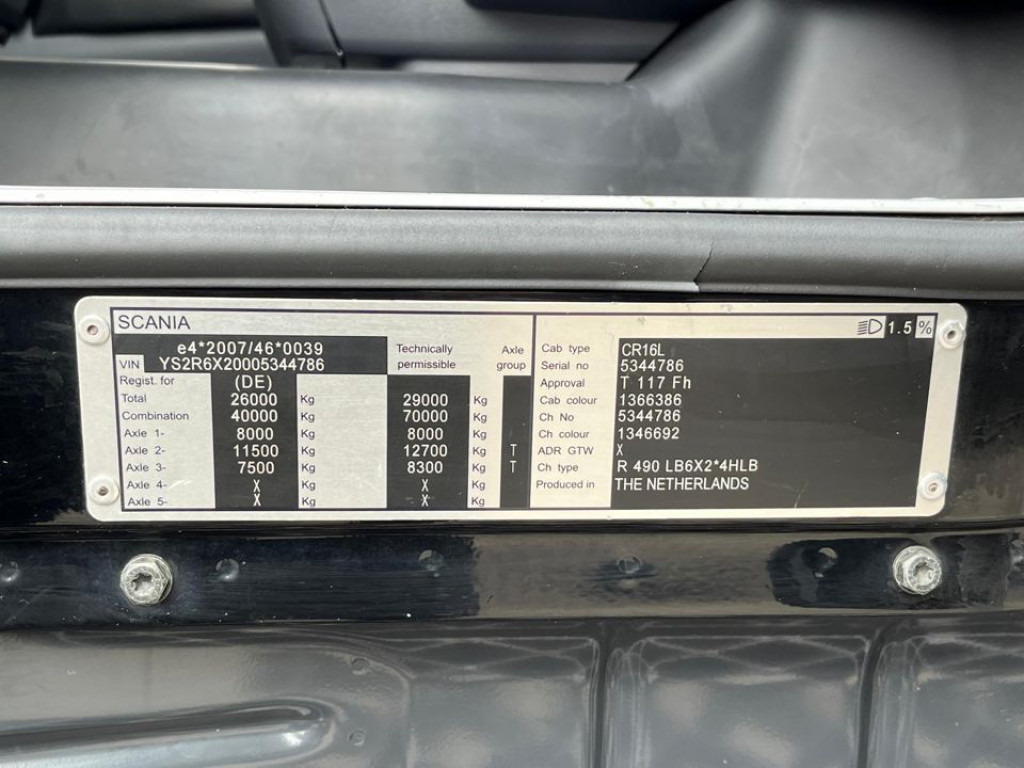 SCANIA 1.5 %
e4*2007/46*0039
VIN YS2R6X20005344786
Technically permissible
Axle group
Regist. for (DE)
Total 26000 Kg 29000 Kg
Combination 40000 Kg 70000 Kg
Axle 1- 8000 Kg 8000 Kg
Axle 2- 11500 Kg 12700 Kg T
Axle 3- 7500 Kg 8300 Kg T
Axle 4- X Kg X Kg
Axle 5- X Kg X Kg
Cab type CR16L
Serial no 5344786
Approval T 117 Fh
Cab colour 1366386
Ch No 5344786
Ch colour 1346692
ADR GTW X
Ch type R 490 LB6X2*4HLB
Produced in THE NETHERLANDS